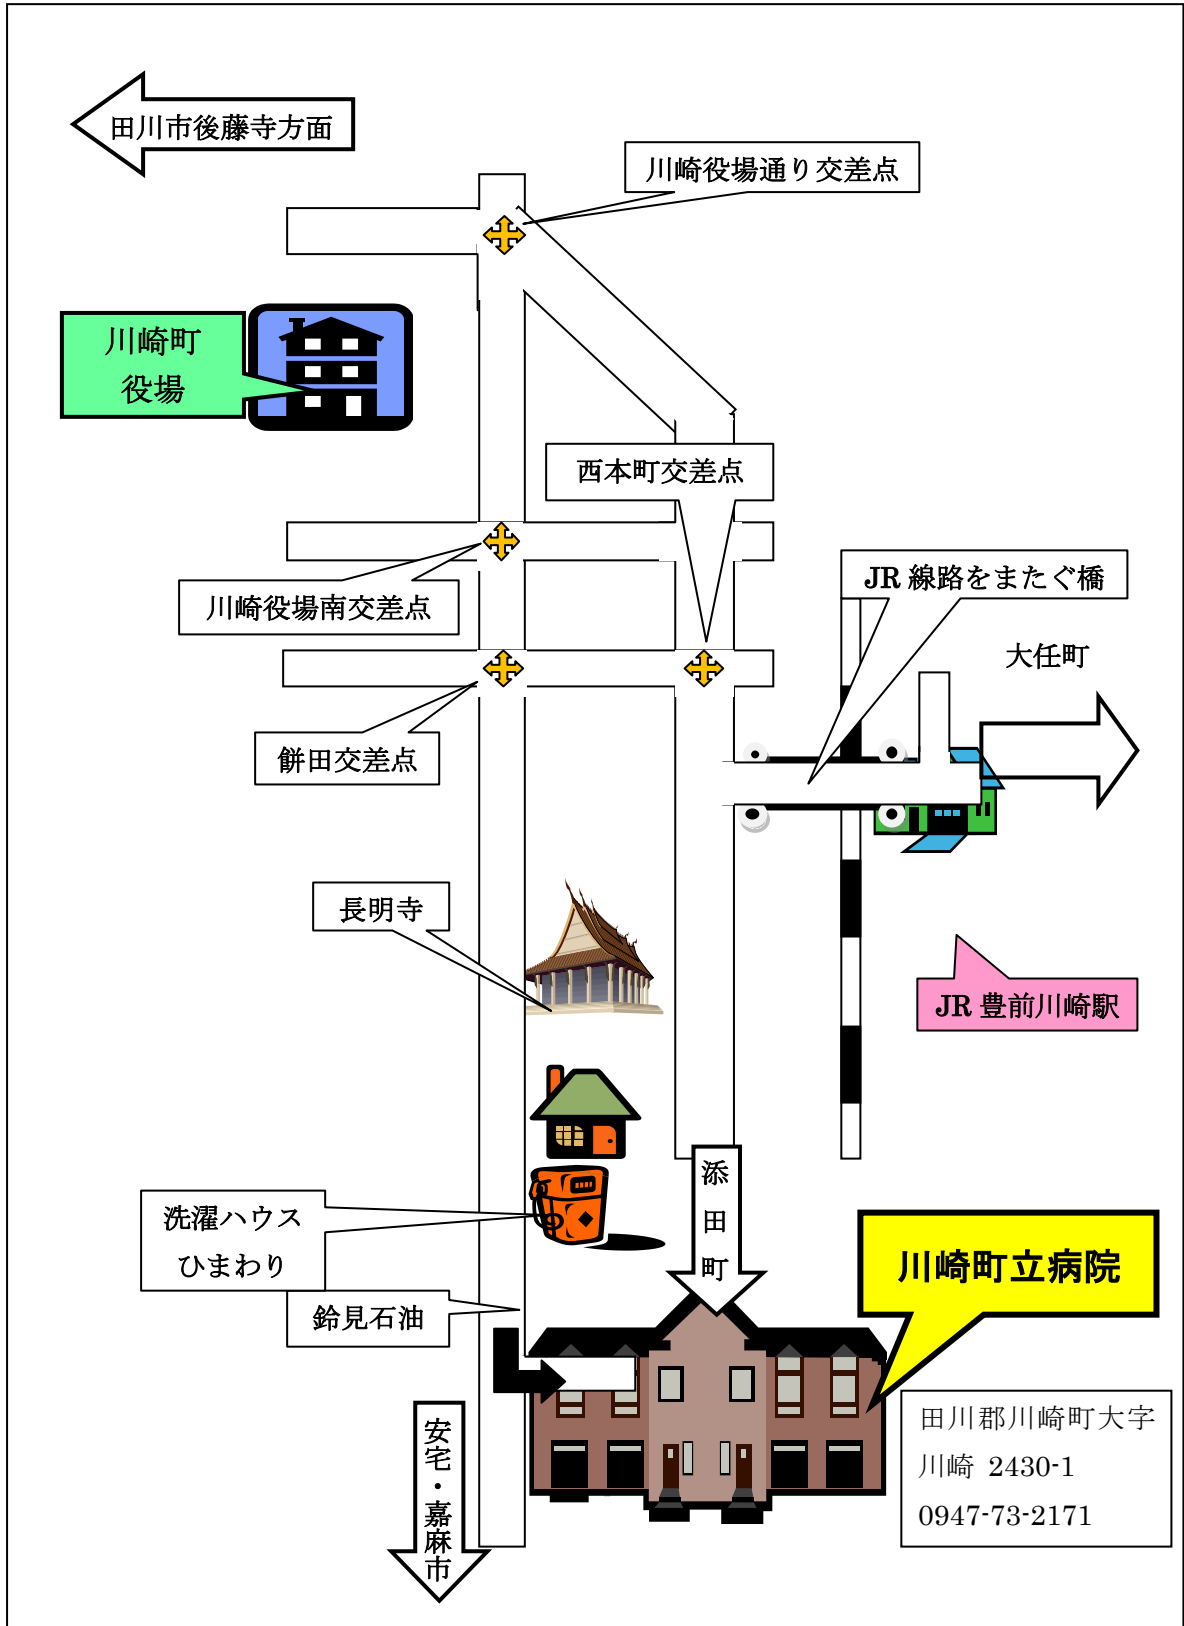 田川市後藤寺方面
川崎役場通り交差点
川崎町
役場
西本町交差点
JR 線路をまたぐ橋
川崎役場南交差点
大任町
餅田交差点
長明寺
JR 豊前川崎駅
添田町
洗濯ハウス
ひまわり
川崎町立病院
鈴見石油
田川郡川崎町大字
川崎 2430-1
0947-73-2171
安宅・嘉麻市